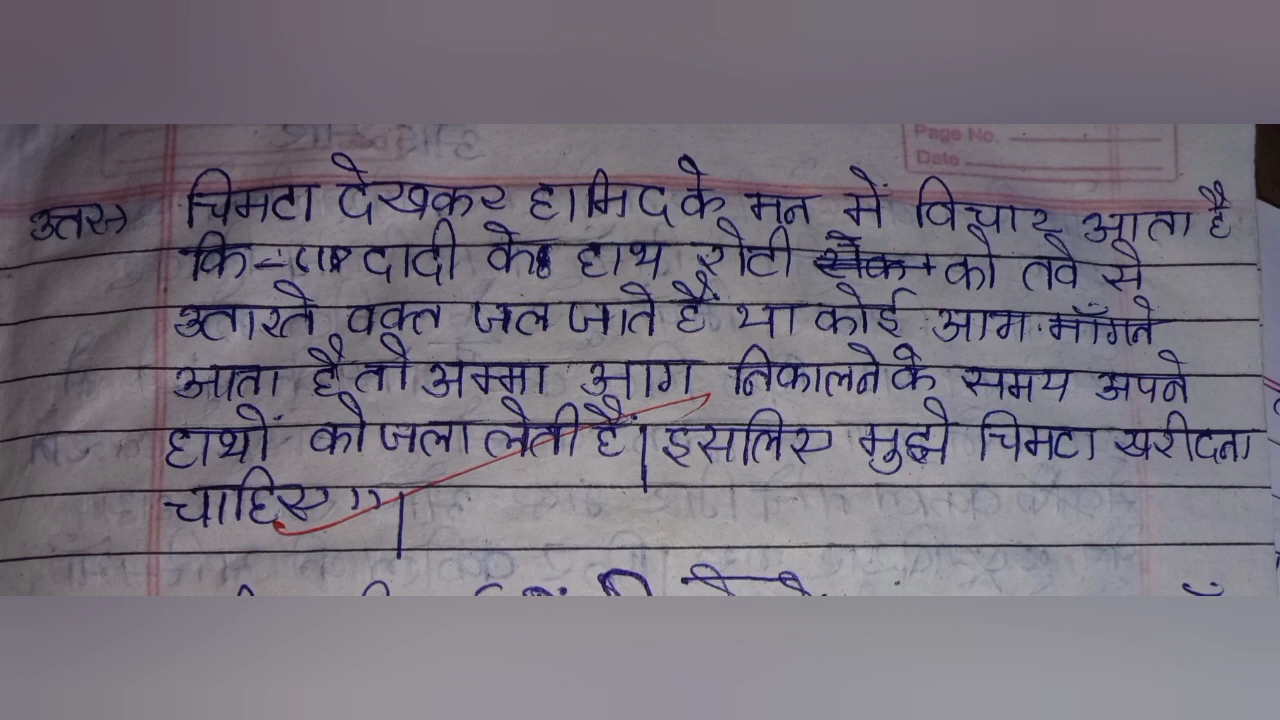 Page No.
Date
उत्तर→ चिमटा देखकर हामिद के मन में विचार आता है
कि-" दादी के हाथ रोटी को तवे से
उतारते वक्त जल जाते हैं या कोई आग माँगने
आता है तो अम्मा आग निकालने के समय अपने
हाथों को जला लेती हैं। इसलिए मुझे चिमटा खरीदना
चाहिए"।